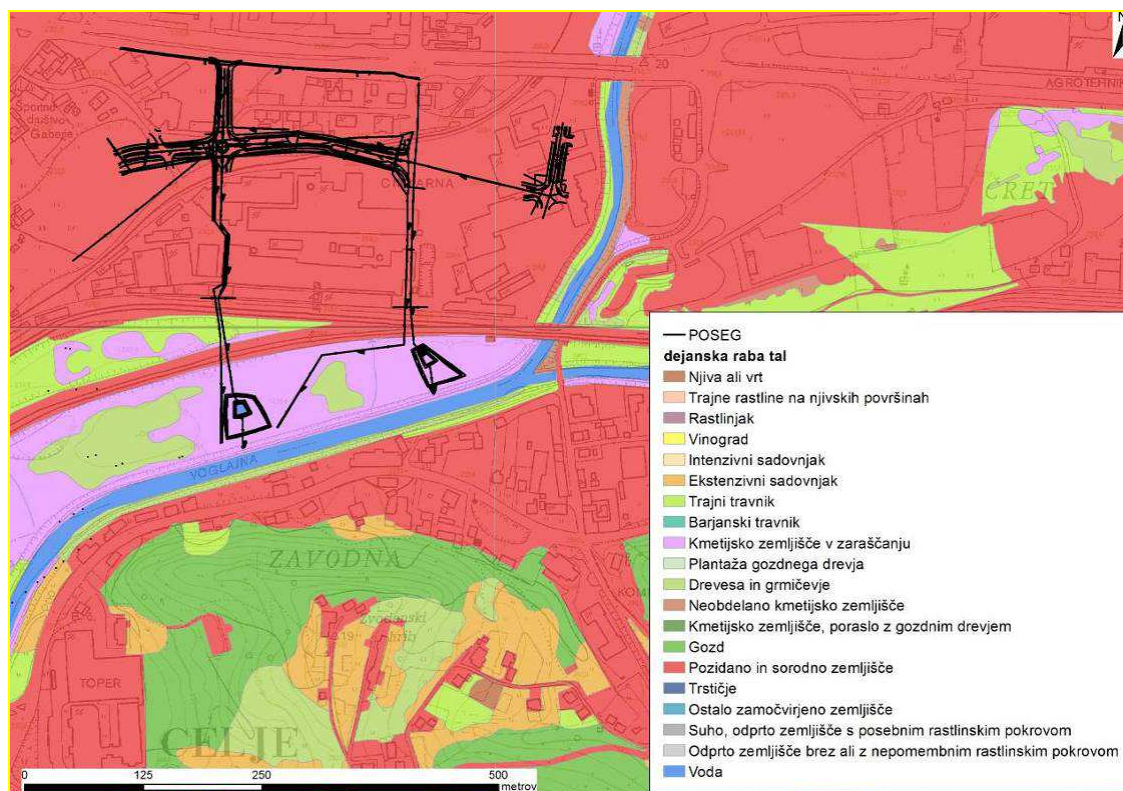 N
20
AGROTEHNIK
Športno
društvo
Gaberje
CINKARNA
ČRET
VOGLAJNA
ZAVODNA
Zvodenski
hrib
TOPER
CELJE
POSEG
dejanska raba tal
Njiva ali vrt
Trajne rastline na njivskih površinah
Rastlinjak
Vinograd
Intenzivni sadovnjak
Ekstenzivni sadovnjak
Trajni travnik
Barjanski travnik
Kmetijsko zemljišče v zaraščanju
Plantaža gozdnega drevja
Drevesa in grmičevje
Neobdelano kmetijsko zemljišče
Kmetijsko zemljišče, poraslo z gozdnim drevjem
Gozd
Pozidano in sorodno zemljišče
Trstičje
Ostalo zamočvirjeno zemljišče
Suho, odprto zemljišče s posebnim rastlinskim pokrovom
Odprto zemljišče brez ali z nepomembnim rastlinskim pokrovom
Voda
0 125 250 500
metrov